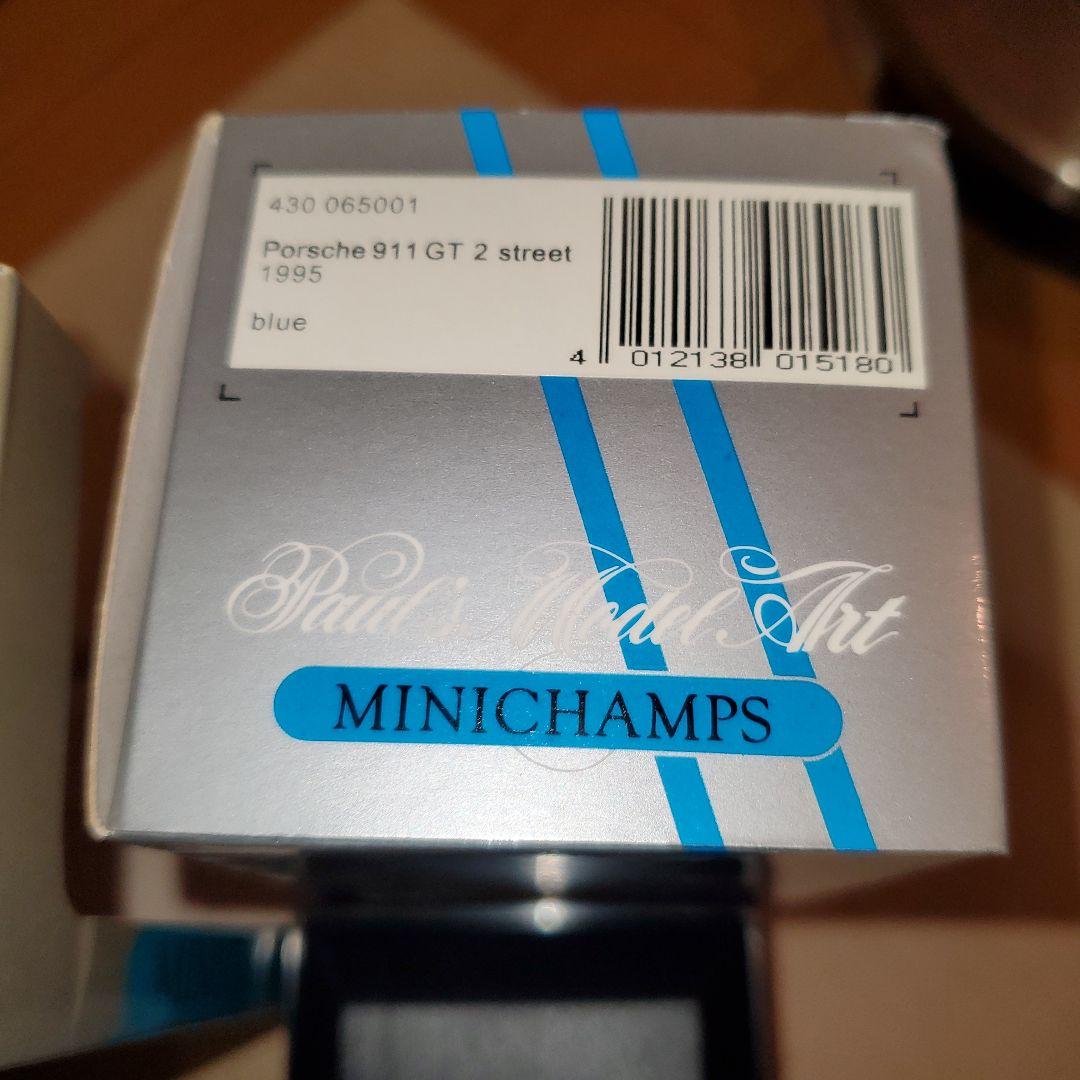 430 065001
Porsche 911 GT 2 street
1995
blue
4 012138 015180
Paul's Model Art
MINICHAMPS